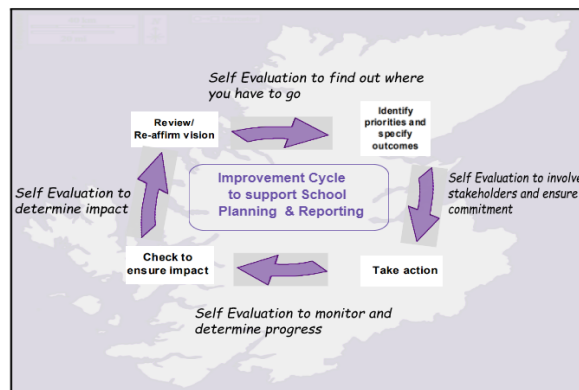 Self Evaluation to find out where
you have to go
Review/
Re-affirm vision
Identify
priorities and
specify
outcomes
Improvement Cycle
to support School
Planning & Reporting
Self Evaluation to involve
stakeholders and ensure
commitment
Self Evaluation to
determine impact
Check to
ensure impact
Take action
Self Evaluation to monitor and
determine progress